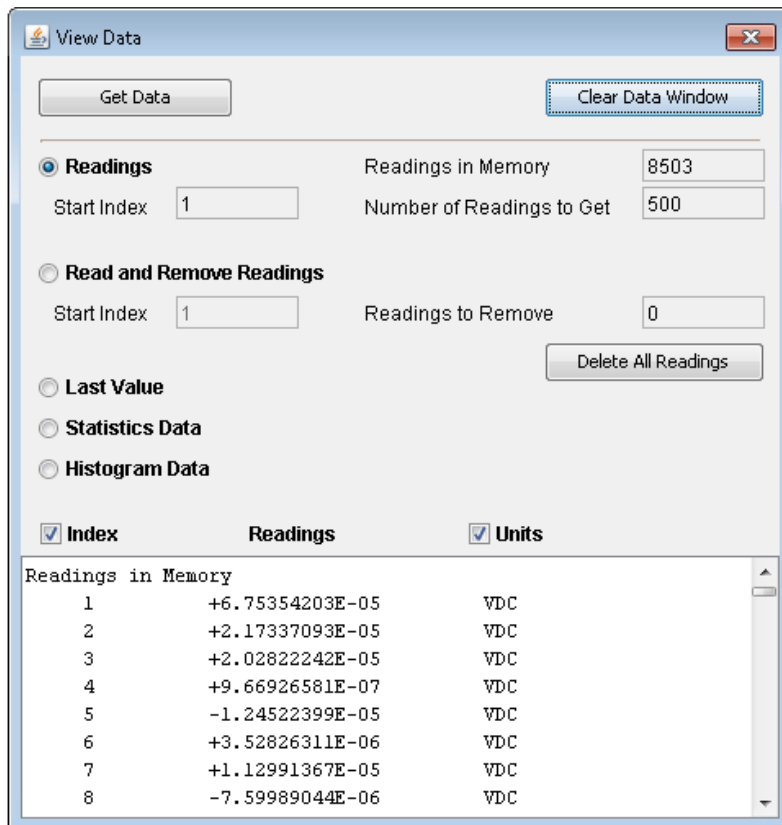 View Data
Get Data Clear Data Window
Readings Readings in Memory 8503
Start Index 1 Number of Readings to Get 500
Read and Remove Readings
Start Index 1 Readings to Remove 0
Delete All Readings
Last Value
Statistics Data
Histogram Data
Index Readings Units
Readings in Memory
1 +6.75354203E-05 VDC
2 +2.17337093E-05 VDC
3 +2.02822242E-05 VDC
4 +9.66926581E-07 VDC
5 -1.24522399E-05 VDC
6 +3.52826311E-06 VDC
7 +1.12991367E-05 VDC
8 -7.59989044E-06 VDC